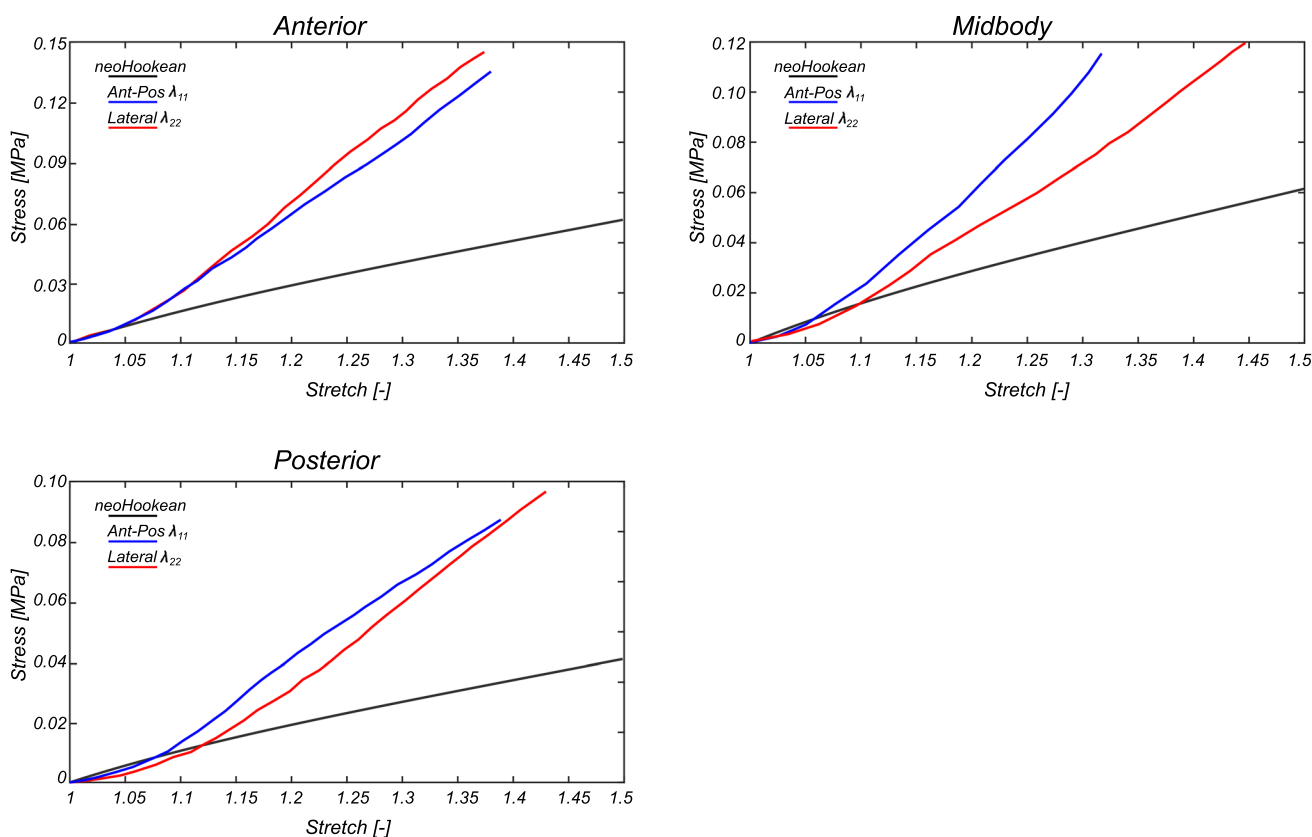 Anterior
0.15
0.12
0.09
0.06
0.03
0
Stress [MPa]
neoHookean
Ant-Pos λ₁₁
Lateral λ₂₂
1 1.05 1.1 1.15 1.2 1.25 1.3 1.35 1.4 1.45 1.5
Stretch [-]
Midbody
0.12
0.10
0.08
0.06
0.04
0.02
0
Stress [MPa]
neoHookean
Ant-Pos λ₁₁
Lateral λ₂₂
1 1.05 1.1 1.15 1.2 1.25 1.3 1.35 1.4 1.45 1.5
Stretch [-]
Posterior
0.10
0.08
0.06
0.04
0.02
0
Stress [MPa]
neoHookean
Ant-Pos λ₁₁
Lateral λ₂₂
1 1.05 1.1 1.15 1.2 1.25 1.3 1.35 1.4 1.45 1.5
Stretch [-]